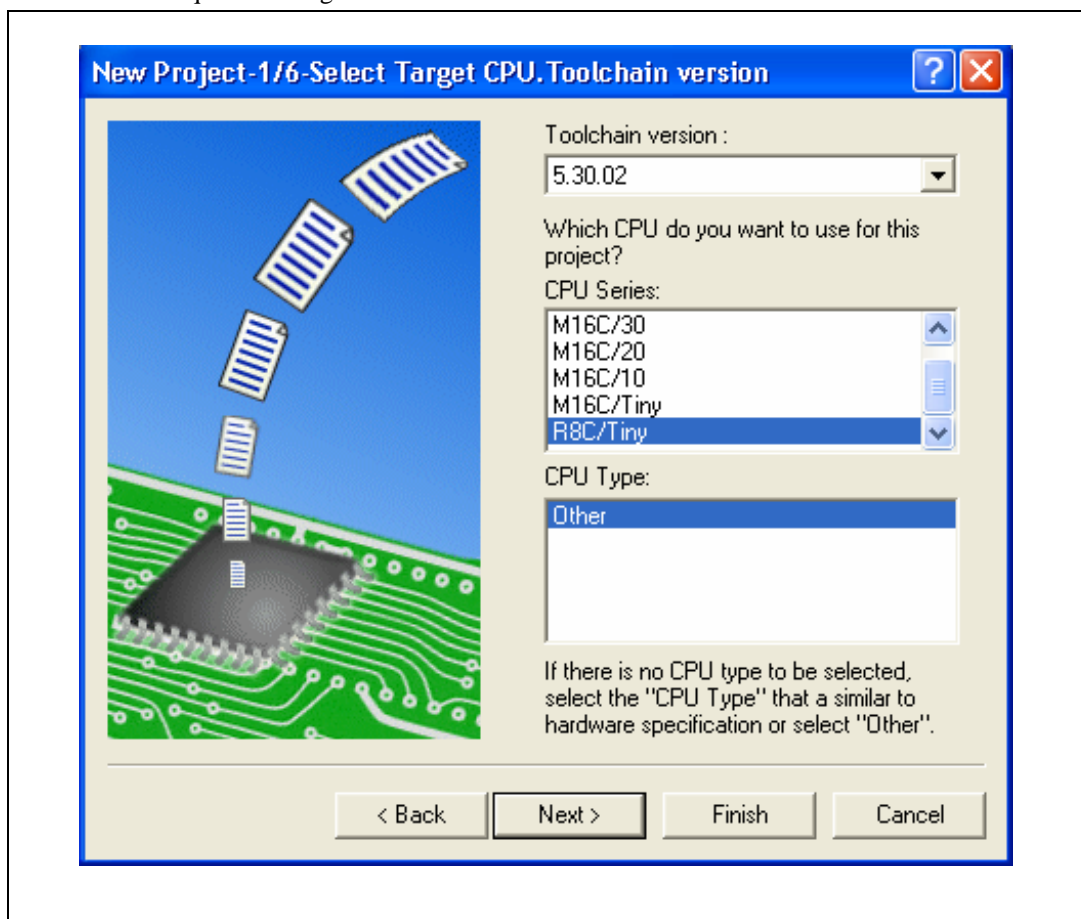 New Project-1/6-Select Target CPU.Toolchain version
Toolchain version :
5.30.02
Which CPU do you want to use for this
project?
CPU Series:
M16C/30
M16C/20
M16C/10
M16C/Tiny
R8C/Tiny
CPU Type:
Other
If there is no CPU type to be selected,
select the "CPU Type" that a similar to
hardware specification or select "Other".
< Back
Next >
Finish
Cancel